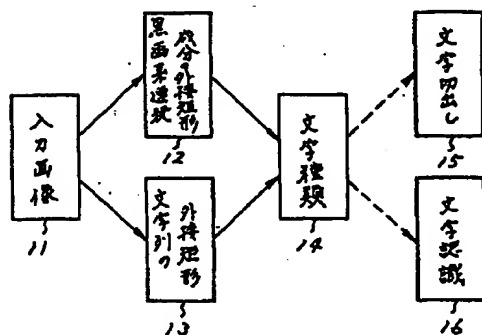 入力画像
11
黒画素連結
成分の外接矩形
12
文字列の
外接矩形
13
文字種類
14
文字切出し
15
文字認識
16